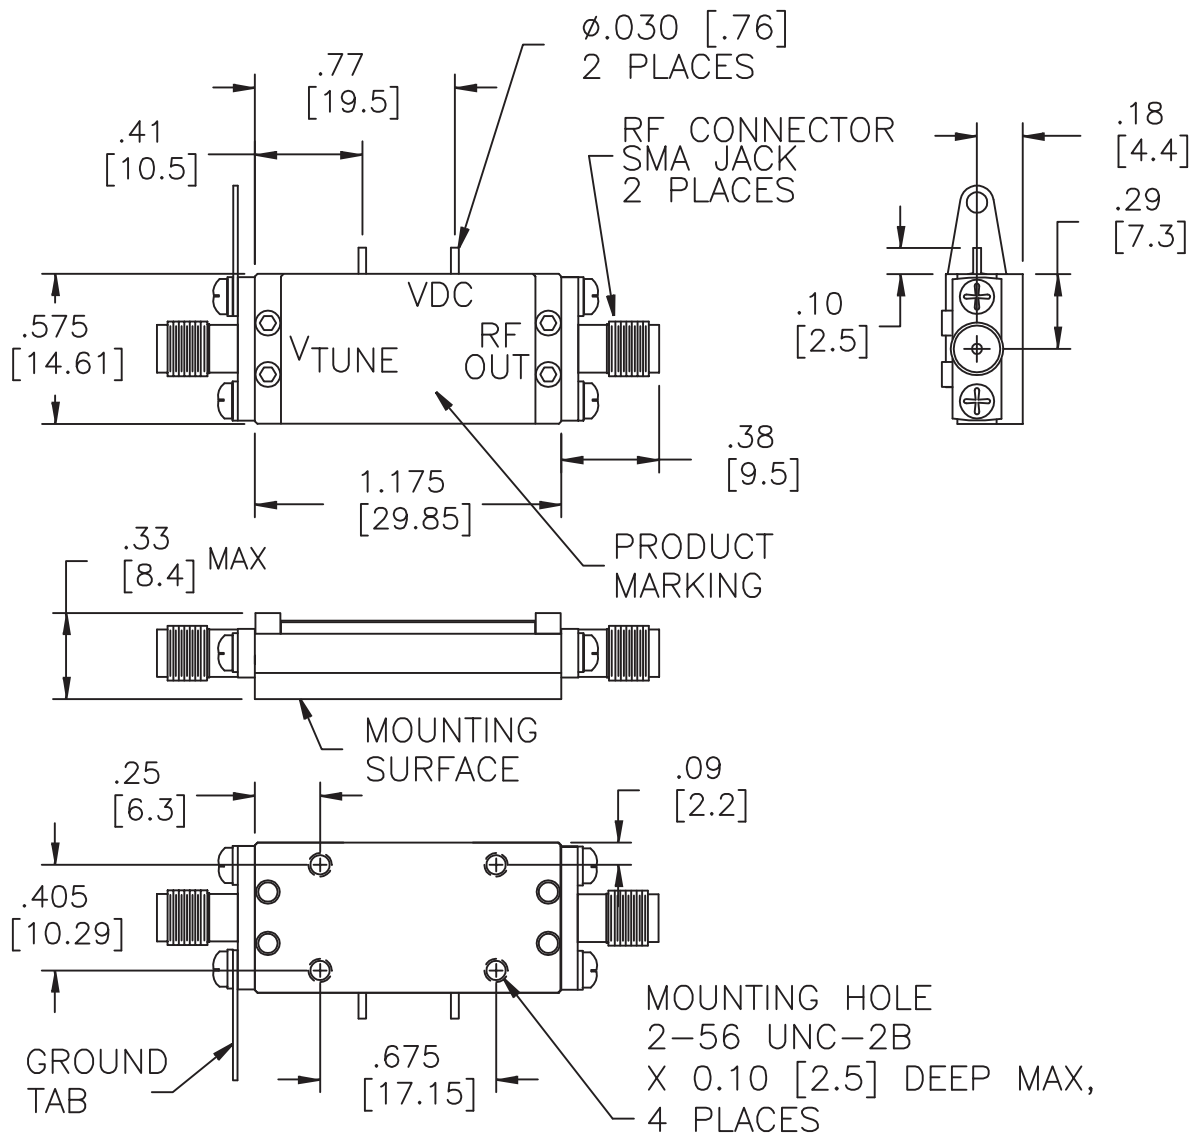 ø.030 [.76]
2 PLACES
.77
[19.5]
.41
[10.5]
RF CONNECTOR
SMA JACK
2 PLACES
.18
[4.4]
.29
[7.3]
.10
[2.5]
.575
[14.61]
VDC
VTUNE
RF
OUT
.38
[9.5]
1.175
[29.85]
PRODUCT
MARKING
.33
[8.4] MAX
MOUNTING
SURFACE
.25
[6.3]
.09
[2.2]
.405
[10.29]
GROUND
TAB
.675
[17.15]
MOUNTING HOLE
2-56 UNC-2B
X 0.10 [2.5] DEEP MAX,
4 PLACES